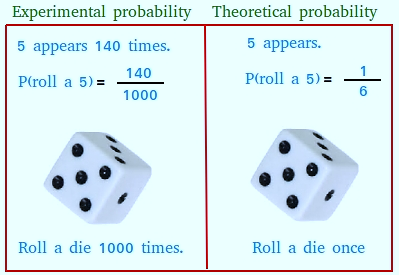 Experimental probability
5 appears 140 times.
P(roll a 5) = 140
1000
Roll a die 1000 times.
Theoretical probability
5 appears.
P(roll a 5) = 1
6
Roll a die once